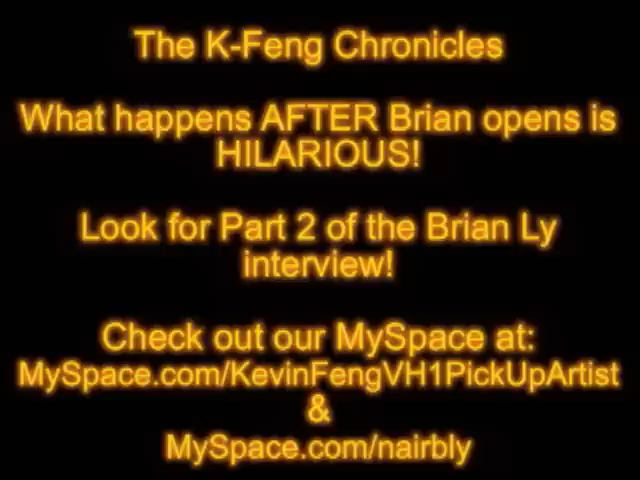 The K-Feng Chronicles
What happens AFTER Brian opens is
HILARIOUS!
Look for Part 2 of the Brian Ly
interview!
Check out our MySpace at:
MySpace.com/KevinFengVH1PickUpArtist
&
MySpace.com/nairbly